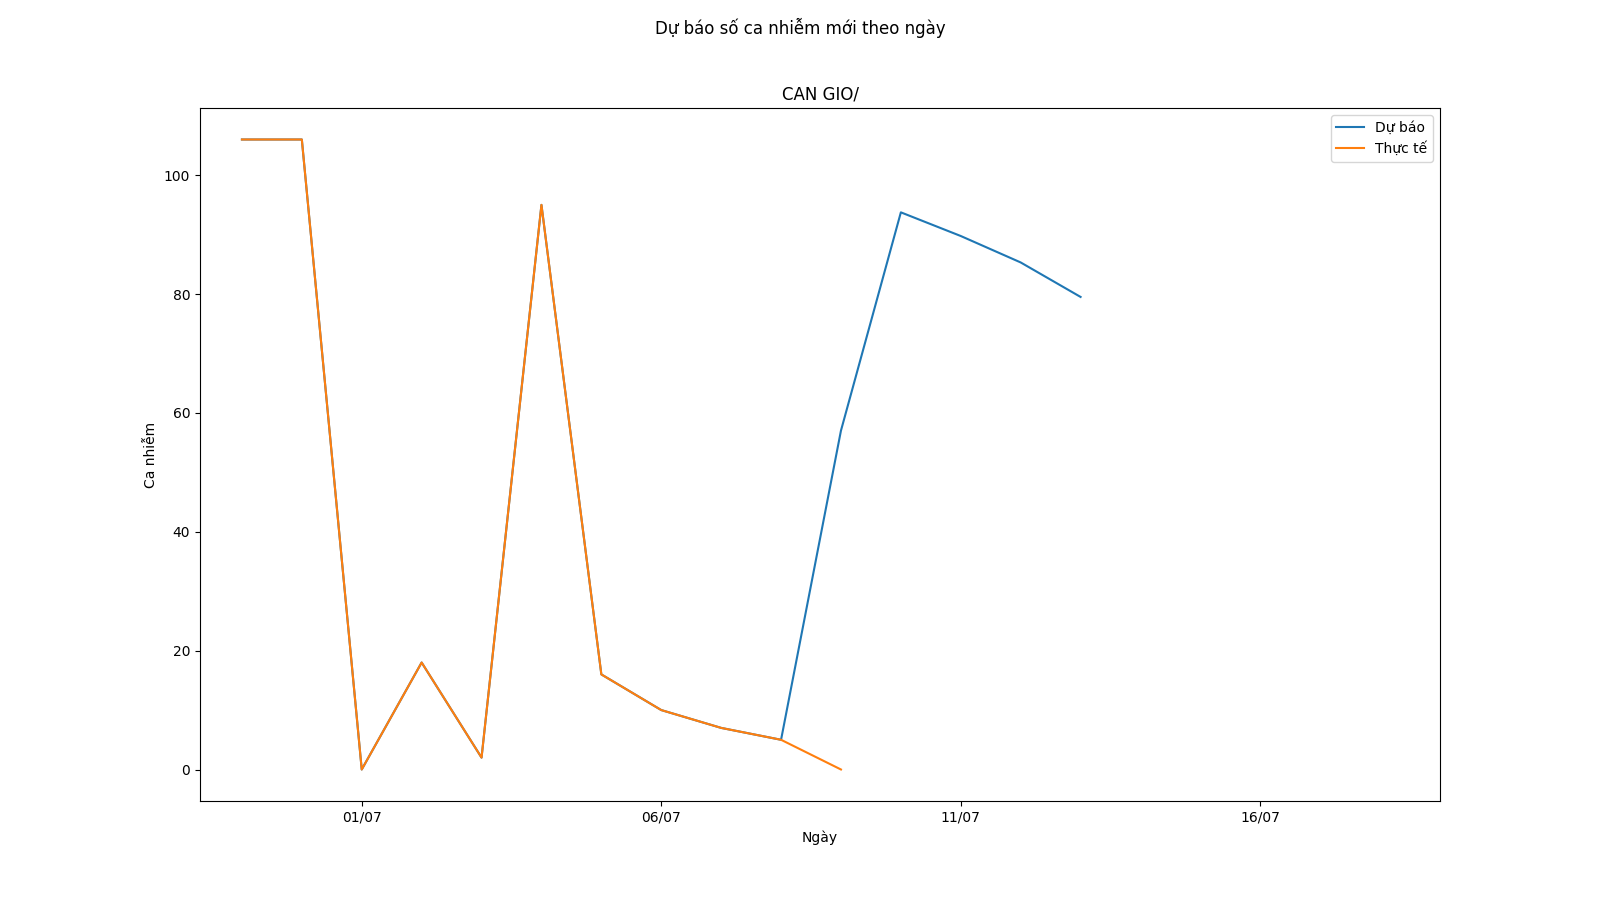 Dự báo số ca nhiễm mới theo ngày
CAN GIO/
Dự báo
Thực tế
100
80
60
40
20
0
Ca nhiễm
01/07
06/07
11/07
16/07
Ngày